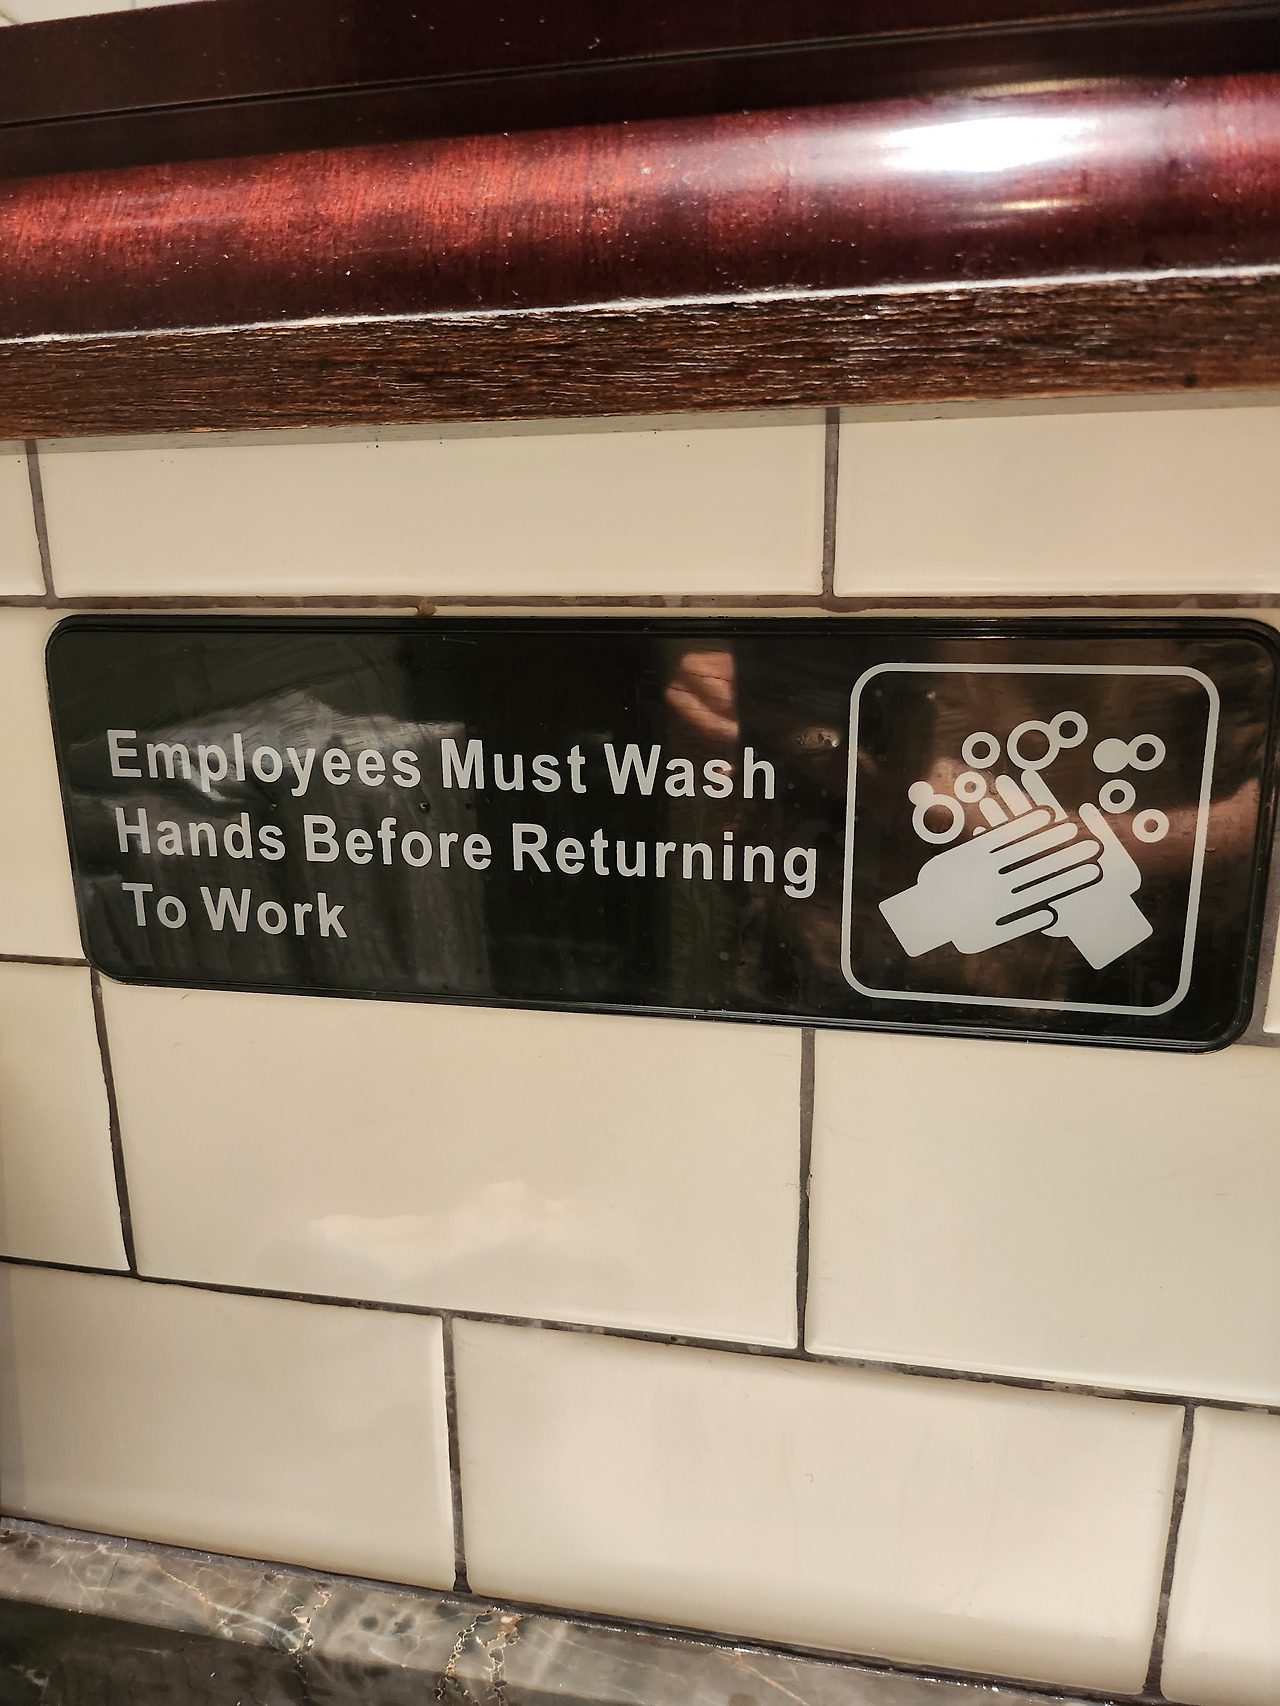 Employees Must Wash
Hands Before Returning
To Work